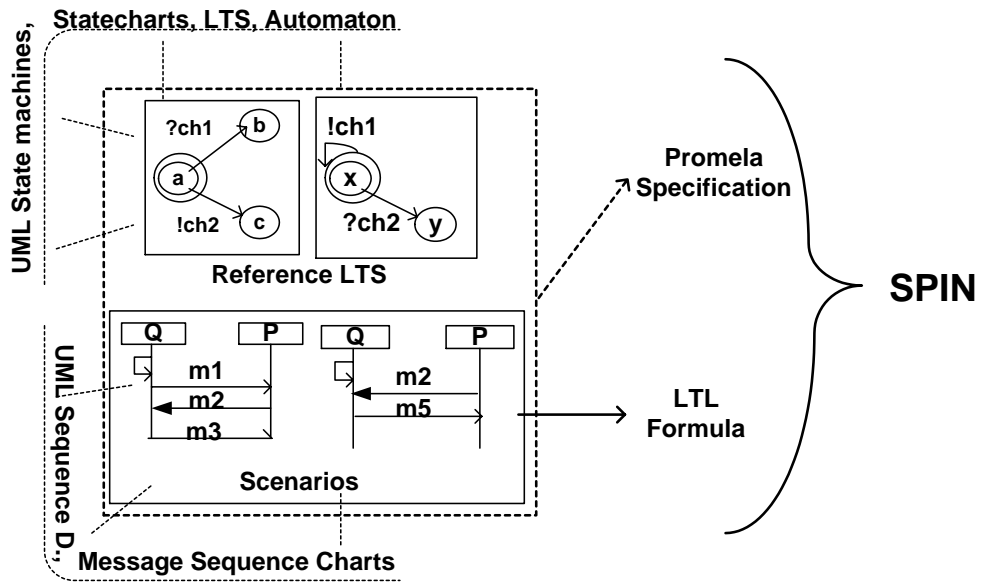 Statecharts, LTS, Automaton
UML State machines,
?ch1
b
a
!ch2
c
!ch1
x
?ch2
y
Reference LTS
Promela
Specification
SPIN
Q
P
m1
m2
m3
Q
P
m2
m5
Scenarios
LTL
Formula
UML Sequence D.,
Message Sequence Charts